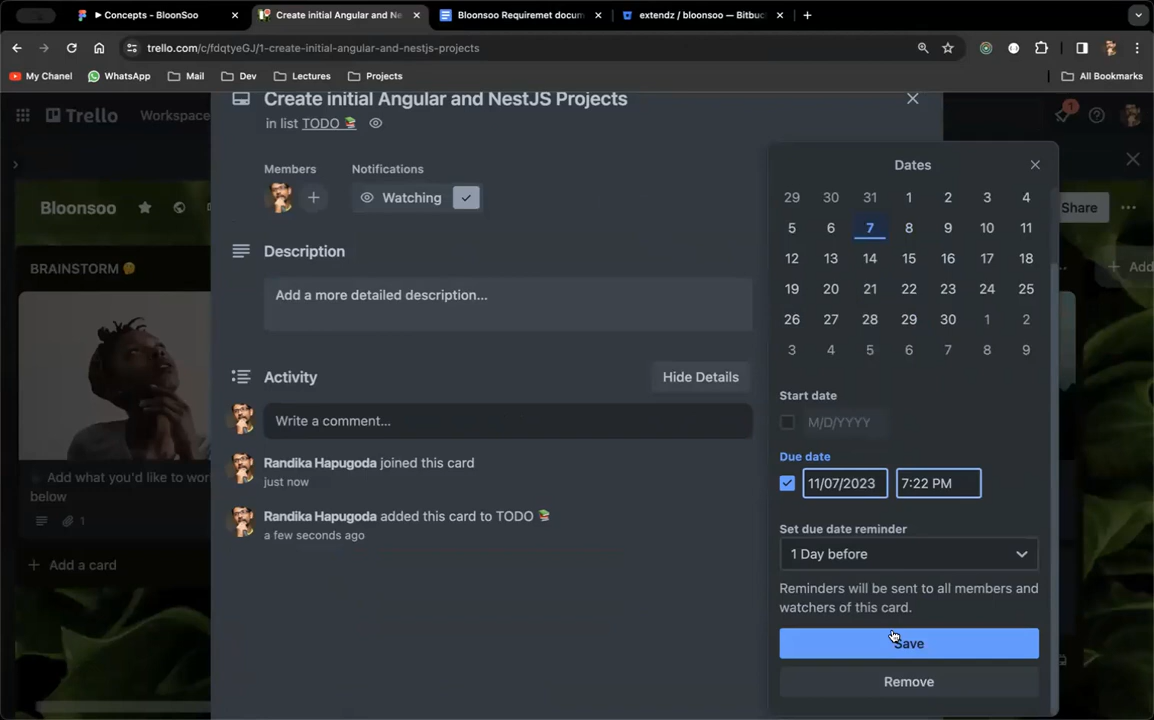 Concepts - BloonSoo
Create initial Angular and Ne
Bloonsoo Requiremet docum
extendz / bloonsoo — Bitbuc
trello.com/c/fdqtyeGJ/1-create-initial-angular-and-nestjs-projects
My Chanel
WhatsApp
Mail
Dev
Lectures
Projects
All Bookmarks
Trello
Workspace
1
Create initial Angular and NestJS Projects
in list TODO
Members
Notifications
Watching
Bloonsoo
Share
BRAINSTORM
Add
Description
Add a more detailed description...
Activity
Hide Details
Write a comment...
Randika Hapugoda joined this card
just now
Randika Hapugoda added this card to TODO
a few seconds ago
Add what you'd like to wor
below
1
Add a card
Dates
29 30 31 1 2 3 4
5 6 7 8 9 10 11
12 13 14 15 16 17 18
19 20 21 22 23 24 25
26 27 28 29 30 1 2
3 4 5 6 7 8 9
Start date
M/D/YYYY
Due date
11/07/2023 7:22 PM
Set due date reminder
1 Day before
Reminders will be sent to all members and
watchers of this card.
Save
Remove